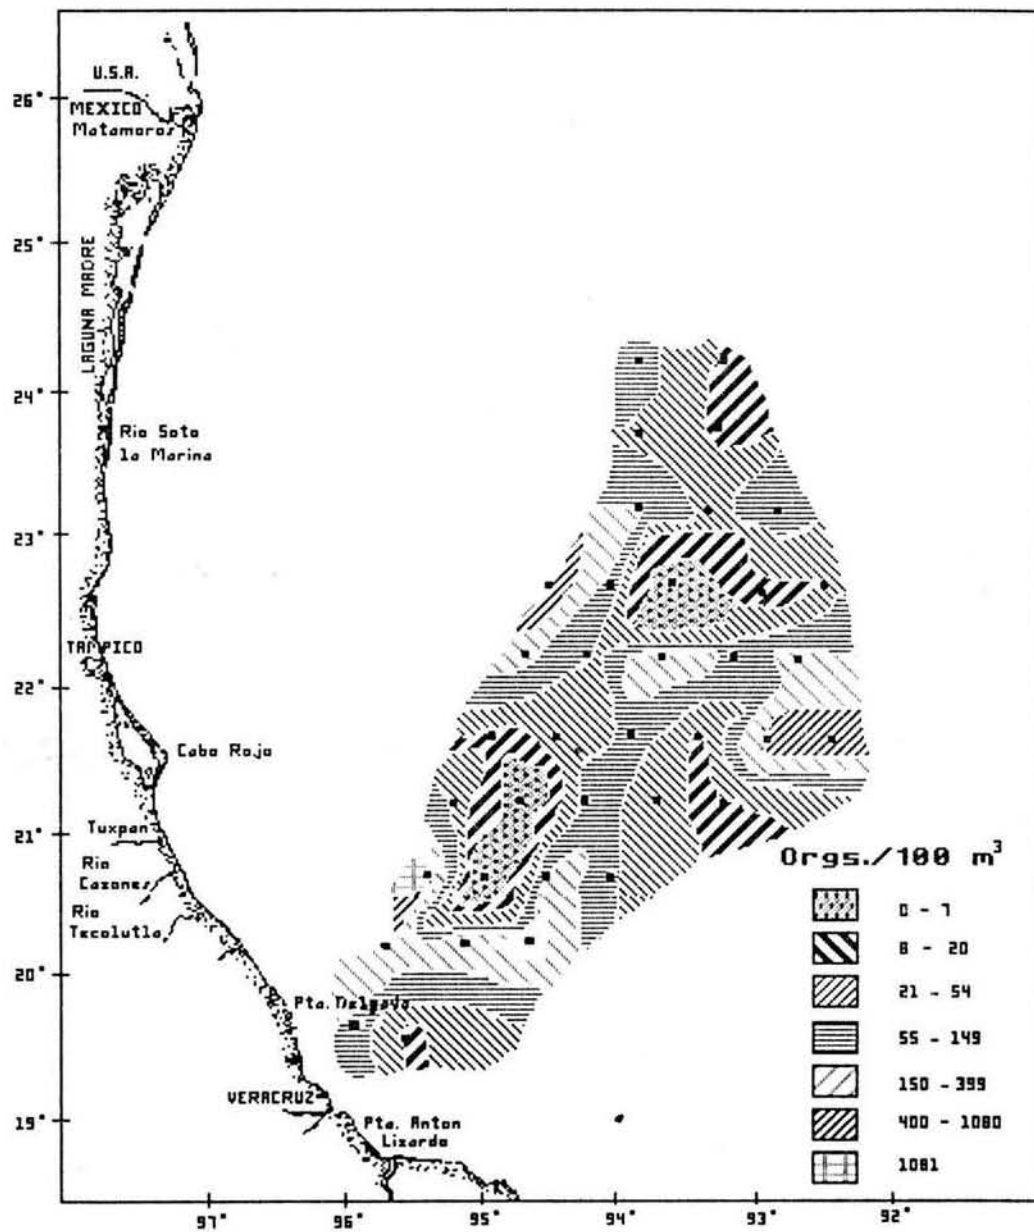 U.S.A.
26°
MEXICO
Matamoros
25°
LAGUNA MADRE
24°
Rio Soto
la Marina
23°
TAMPICO
22°
Cabo Rojo
Tuxpan
21°
Rio
Cazones
Rio
Tecolutla
20°
Pta. Delgada
VERACRUZ
19°
Pta. Anton
Lizardo
97°
96°
95°
94°
93°
92°
Orgs./100 m³
0 - 7
8 - 20
21 - 54
55 - 149
150 - 399
400 - 1080
1081